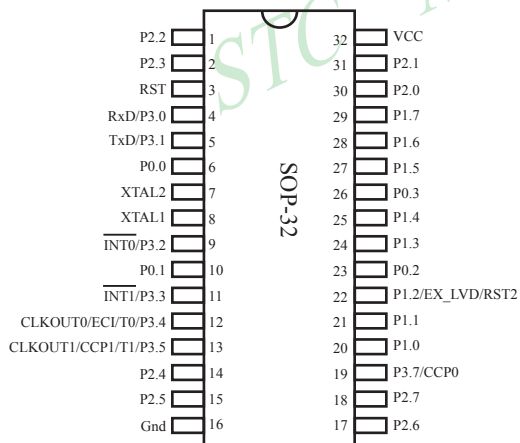 STC
P2.2 1 32 VCC
P2.3 2 31 P2.1
RST 3 30 P2.0
RxD/P3.0 4 29 P1.7
TxD/P3.1 5 28 P1.6
P0.0 6 27 P1.5
XTAL2 7 26 P0.3
XTAL1 8 25 P1.4
INT0/P3.2 9 24 P1.3
P0.1 10 23 P0.2
INT1/P3.3 11 22 P1.2/EX_LVD/RST2
CLKOUT0/ECI/T0/P3.4 12 21 P1.1
CLKOUT1/CCP1/T1/P3.5 13 20 P1.0
P2.4 14 19 P3.7/CCP0
P2.5 15 18 P2.7
Gnd 16 17 P2.6
SOP-32